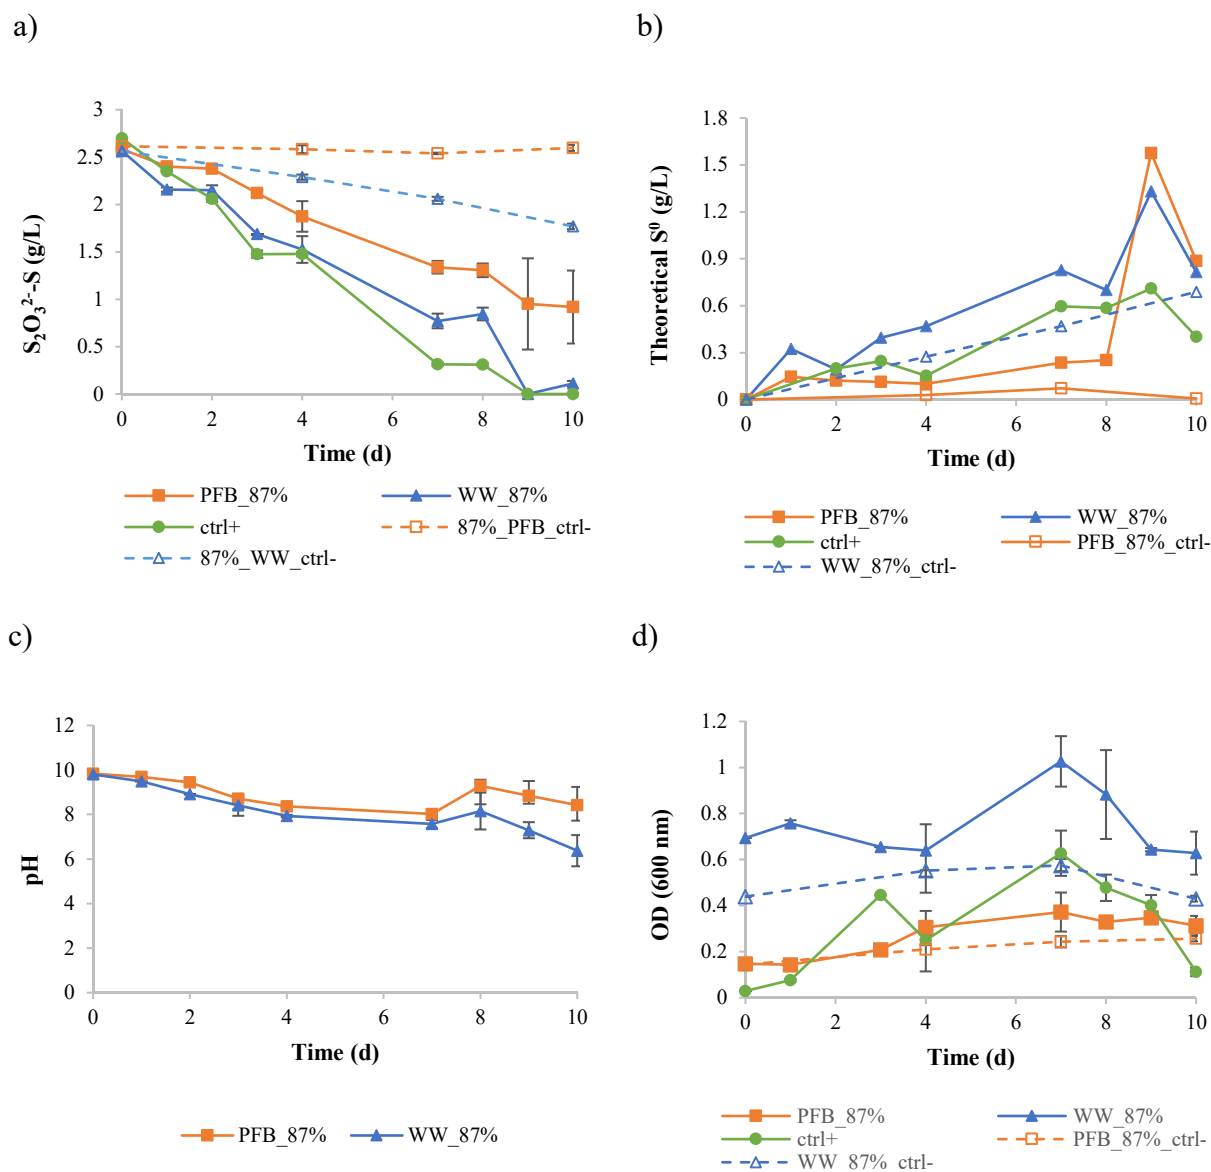 a)
S₂O₃²⁻-S (g/L)
3
2.5
2
1.5
1
0.5
0
0 2 4 6 8 10
Time (d)
PFB_87% WW_87%
ctrl+ 87%_PFB_ctrl-
87%_WW_ctrl-
b)
Theoretical S⁰ (g/L)
1.8
1.5
1.2
0.9
0.6
0.3
0
0 2 4 6 8 10
Time (d)
PFB_87% WW_87%
ctrl+ PFB_87%_ctrl-
WW_87%_ctrl-
c)
pH
12
10
8
6
4
2
0
0 2 4 6 8 10
Time (d)
PFB_87% WW_87%
d)
OD (600 nm)
1.2
1
0.8
0.6
0.4
0.2
0
0 2 4 6 8 10
Time (d)
PFB_87% WW_87%
ctrl+ PFB_87%_ctrl-
WW_87%_ctrl-